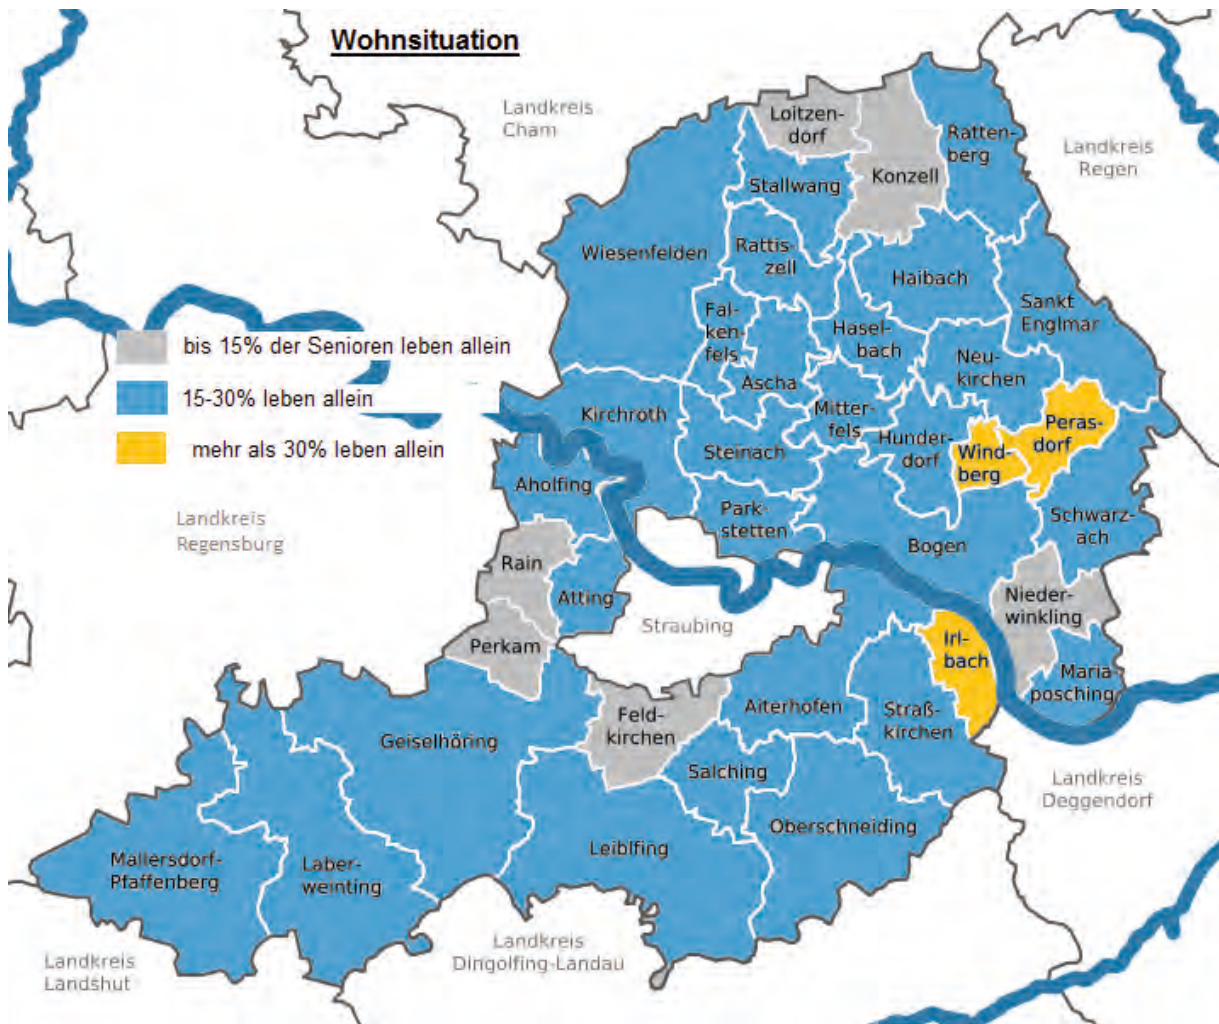 Wohnsituation
Landkreis
Cham
Loitzen-
dorf
Ratten-
berg
Landkreis
Regen
Konzell
Stallwang
Wiesenfelden
Rattis-
zell
Haibach
Sankt
Englmar
Fal-
ken-
fels
Hasel-
bach
Neu-
kirchen
bis 15% der Senioren leben allein
15-30% leben allein
mehr als 30% leben allein
Ascha
Kirchroth
Mitter-
fels
Peras-
dorf
Steinach
Hunder-
dorf
Wind-
berg
Aholfing
Park-
stetten
Schwarz-
ach
Landkreis
Regensburg
Bogen
Rain
Atting
Nieder-
winkling
Straubing
Perkam
Irl-
bach
Maria-
posching
Aiterhofen
Straß-
kirchen
Feld-
kirchen
Geiselhöring
Salching
Landkreis
Deggendorf
Oberschneiding
Leiblfing
Mallersdorf-
Pfaffenberg
Laber-
weinting
Landkreis
Dingolfing-Landau
Landkreis
Landshut